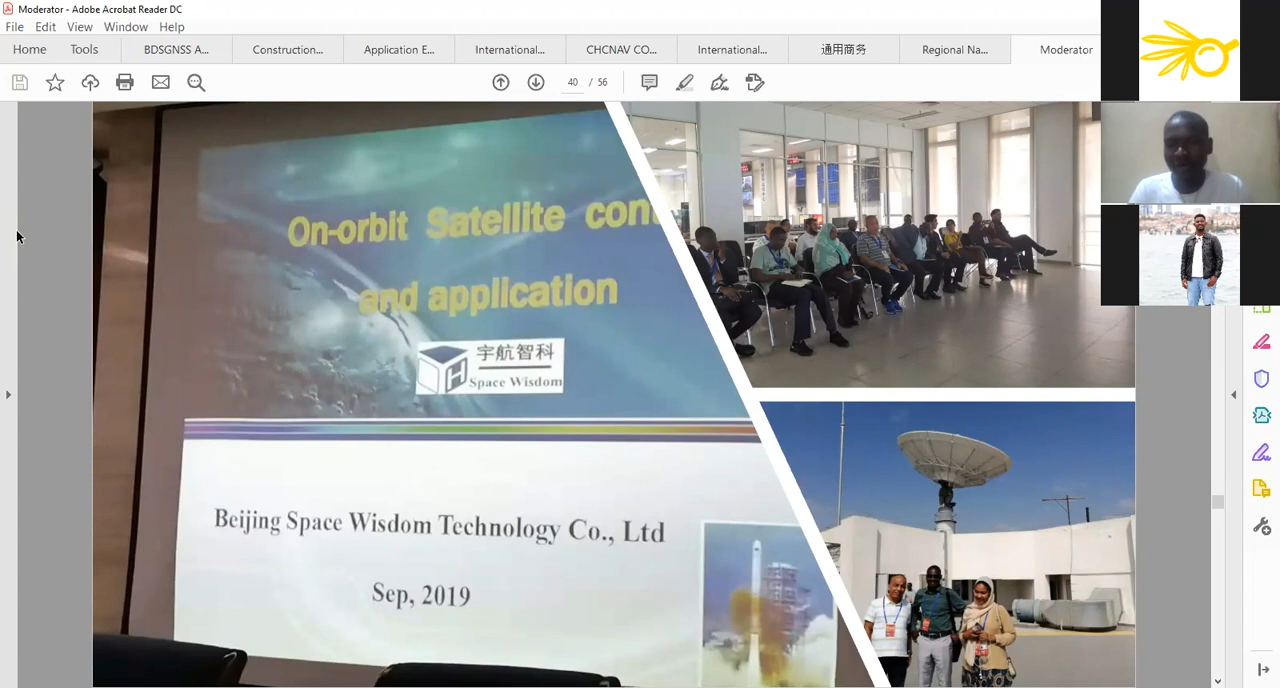 Moderator - Adobe Acrobat Reader DC
File Edit View Window Help
Home Tools BDSGNSS A... Construction... Application E... International... CHCNAV CO... International... 通用商务 Regional Na... Moderator
40 / 56
On-orbit Satellite con
and application
宇航智科
Space Wisdom
Beijing Space Wisdom Technology Co., Ltd
Sep, 2019